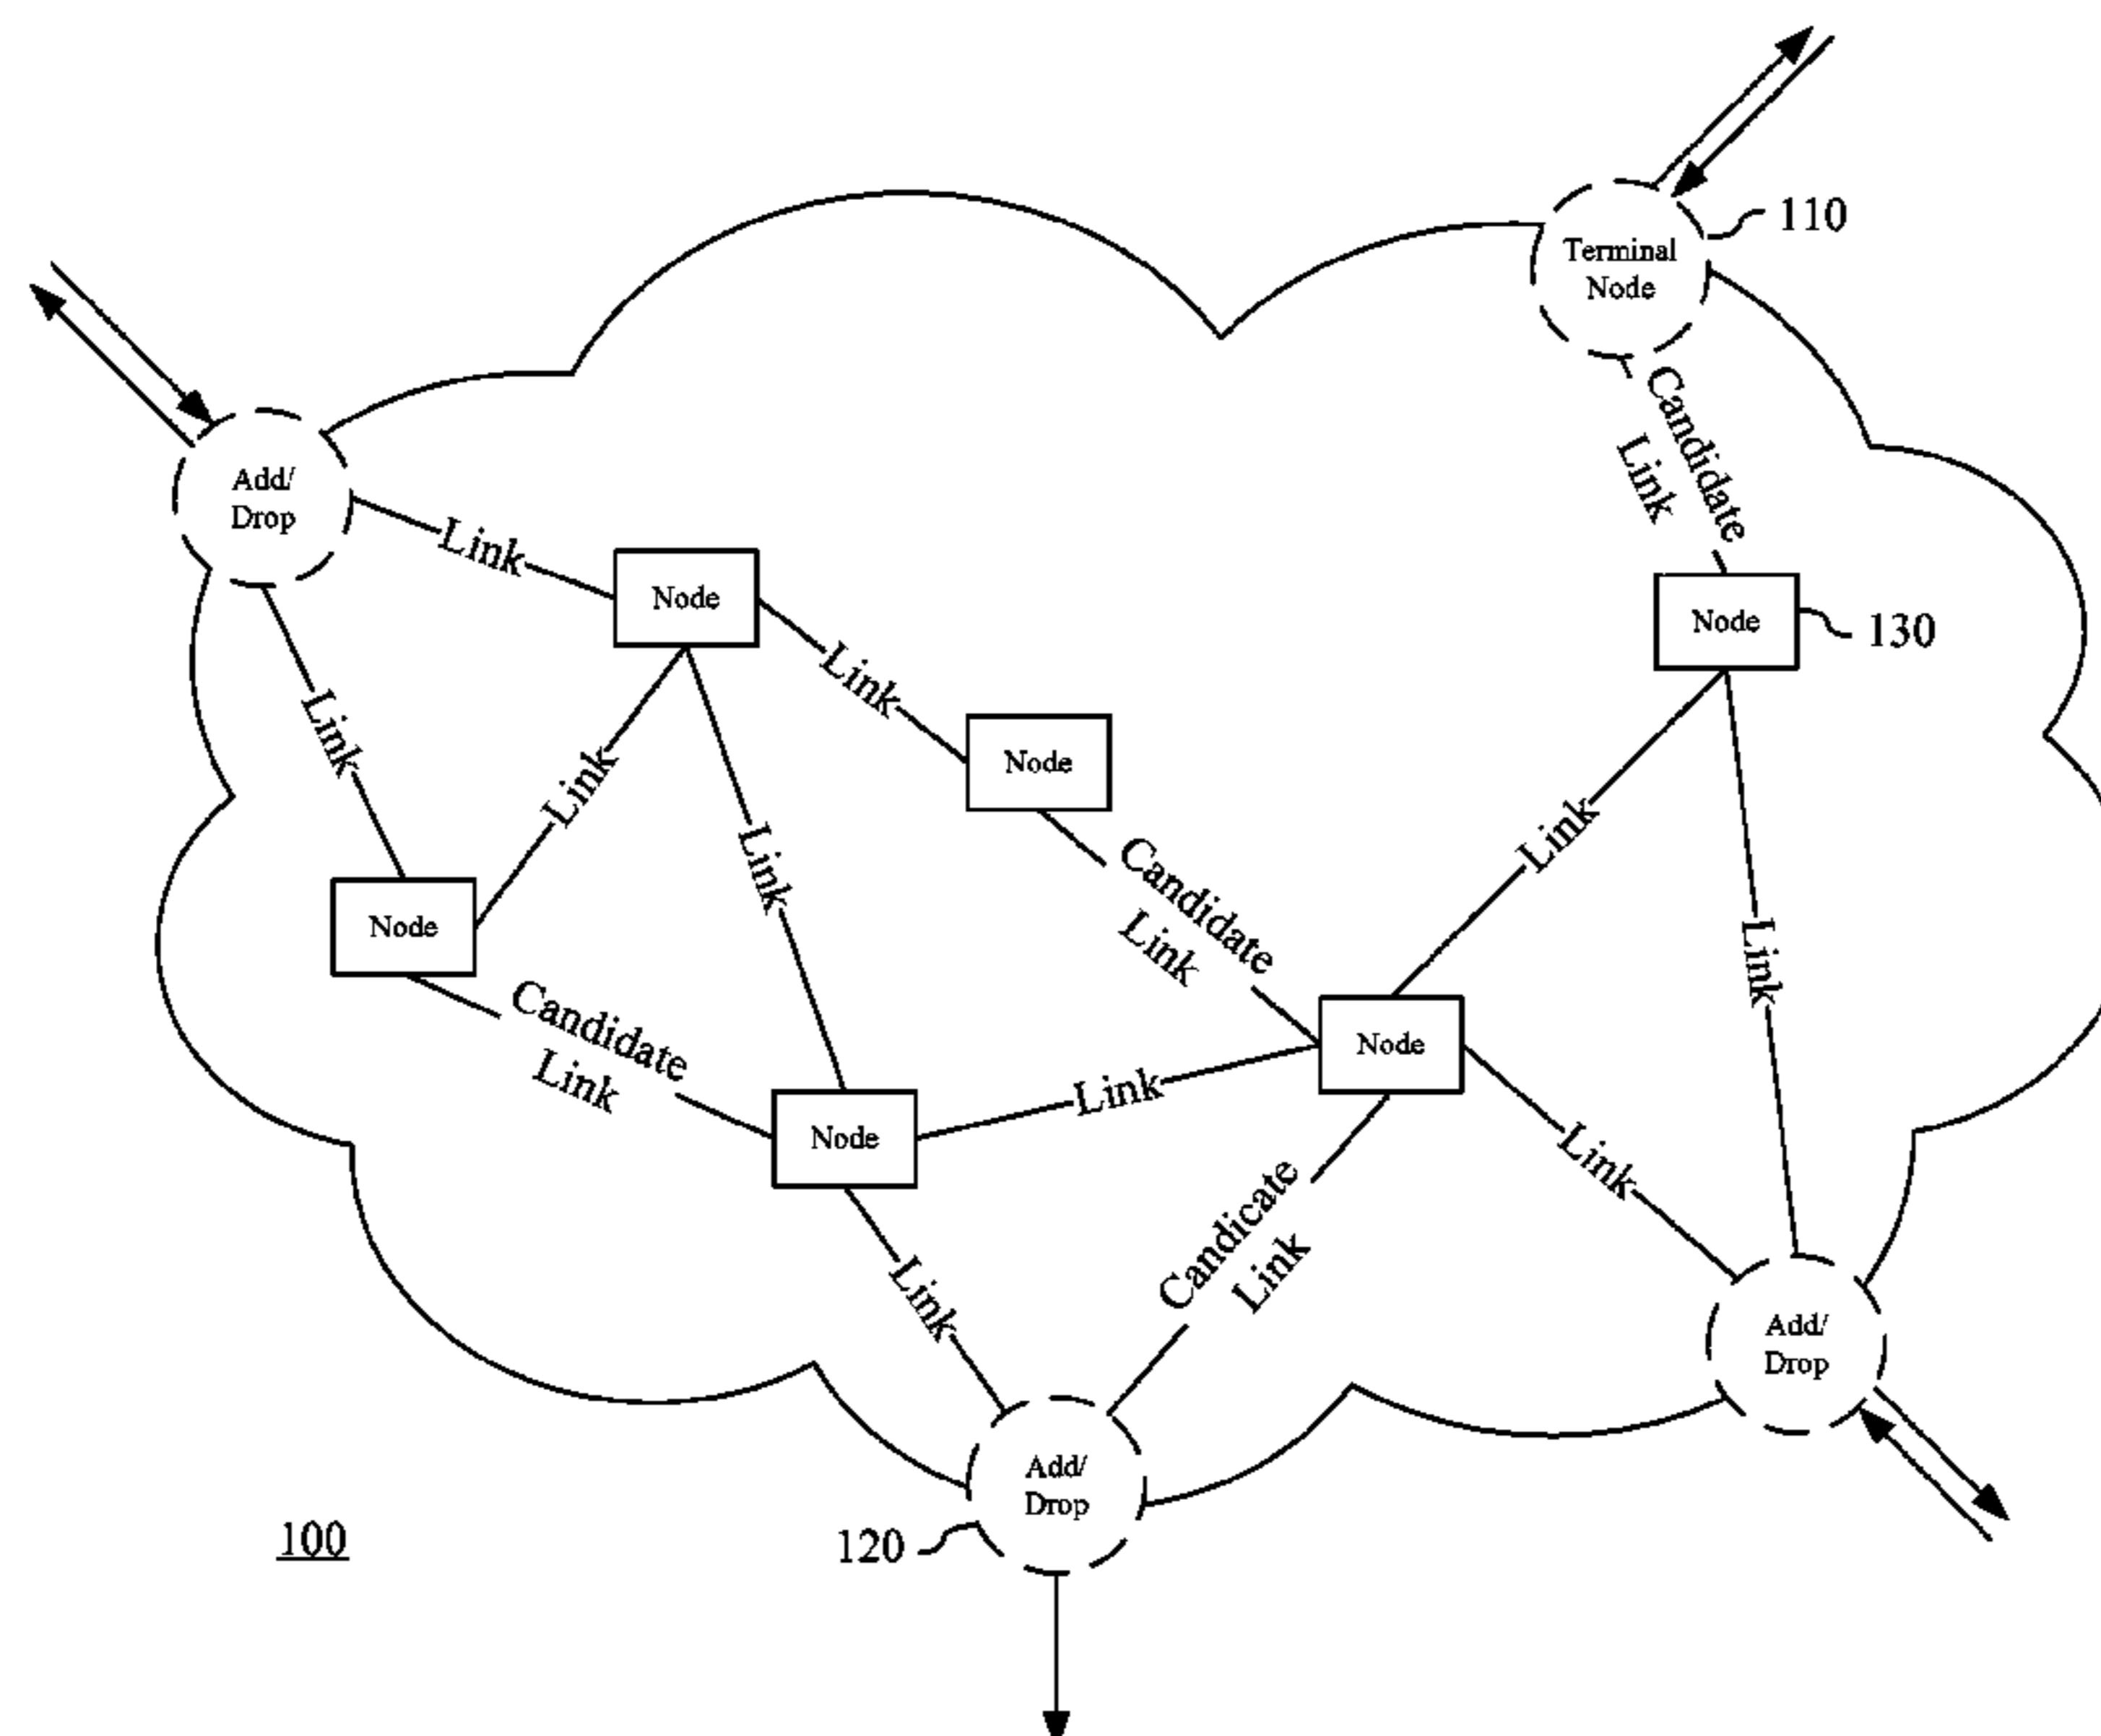 110
Terminal
Node
Candidate
Link
Add/
Drop
Link
Node
Node
130
Link
Link
Node
Link
Link
Link
Candidate
Link
Link
Node
Candidate
Link
Node
Link
Node
Link
Candicate
Link
Link
Add/
Drop
Add/
Drop
100
120